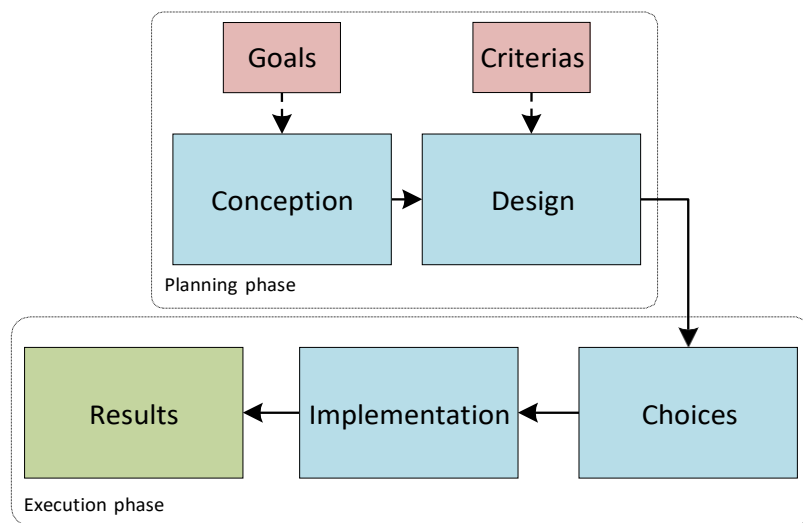 Goals
Criterias
Conception
Design
Planning phase
Results
Implementation
Choices
Execution phase